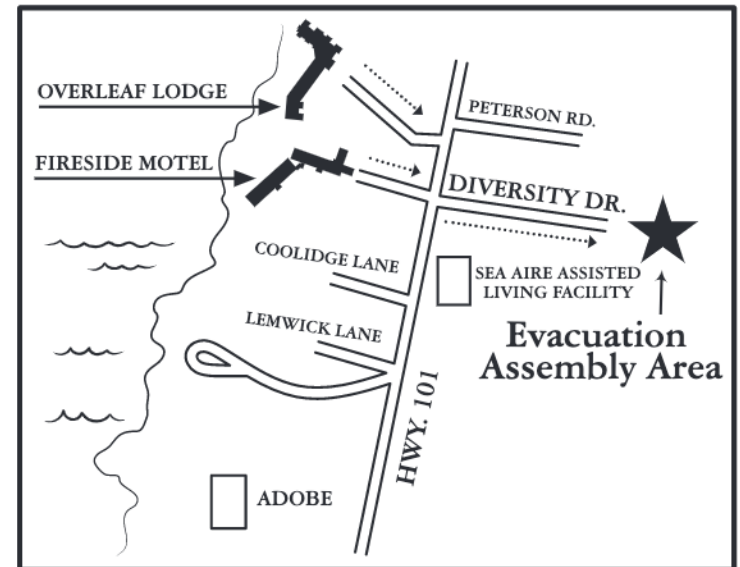 OVERLEAF LODGE
PETERSON RD.
FIRESIDE MOTEL
DIVERSITY DR.
COOLIDGE LANE
SEA AIRE ASSISTED
LIVING FACILITY
LEMWICK LANE
Evacuation
Assembly Area
HWY. 101
ADOBE